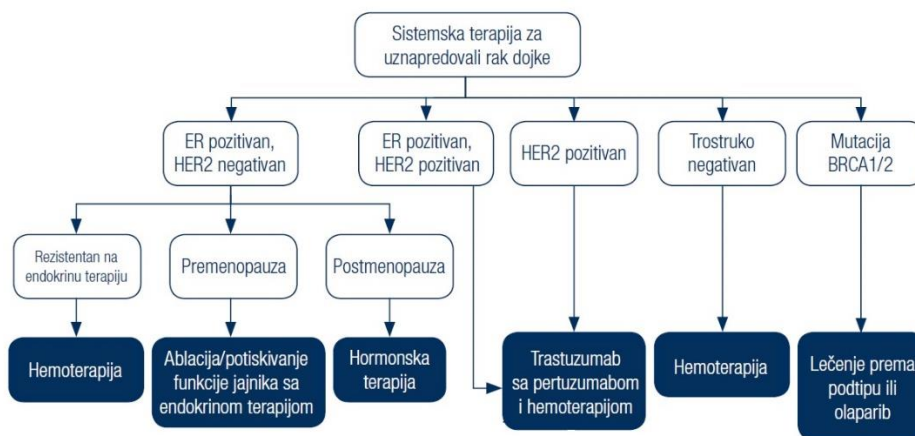 Sistemska terapija za
uznapredovali rak dojke
ER pozitivan,
HER2 negativan
ER pozitivan,
HER2 pozitivan
HER2 pozitivan
Trostruko
negativan
Mutacija
BRCA1/2
Rezistentan na
endokrinu terapiju
Premenopauza
Postmenopauza
Hemoterapija
Ablacija/potiskivanje
funkcije jajnika sa
endokrinom terapijom
Hormonska
terapija
Trastuzumab
sa pertuzumabom
i hemoterapijom
Hemoterapija
Lečenje prema
podtipu ili
olaparib